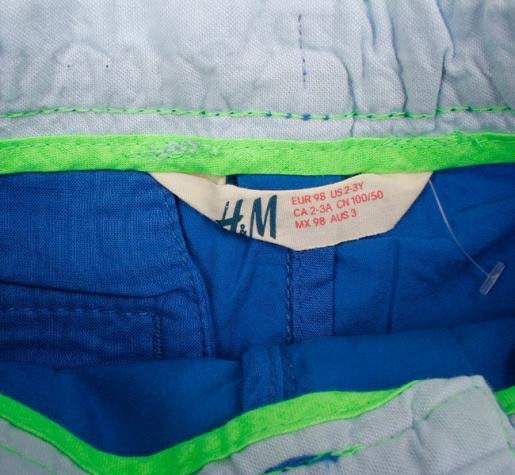 H&M
EUR 98 US 2-3Y
CA 2-3A CN 100/50
MX 98 AUS 3